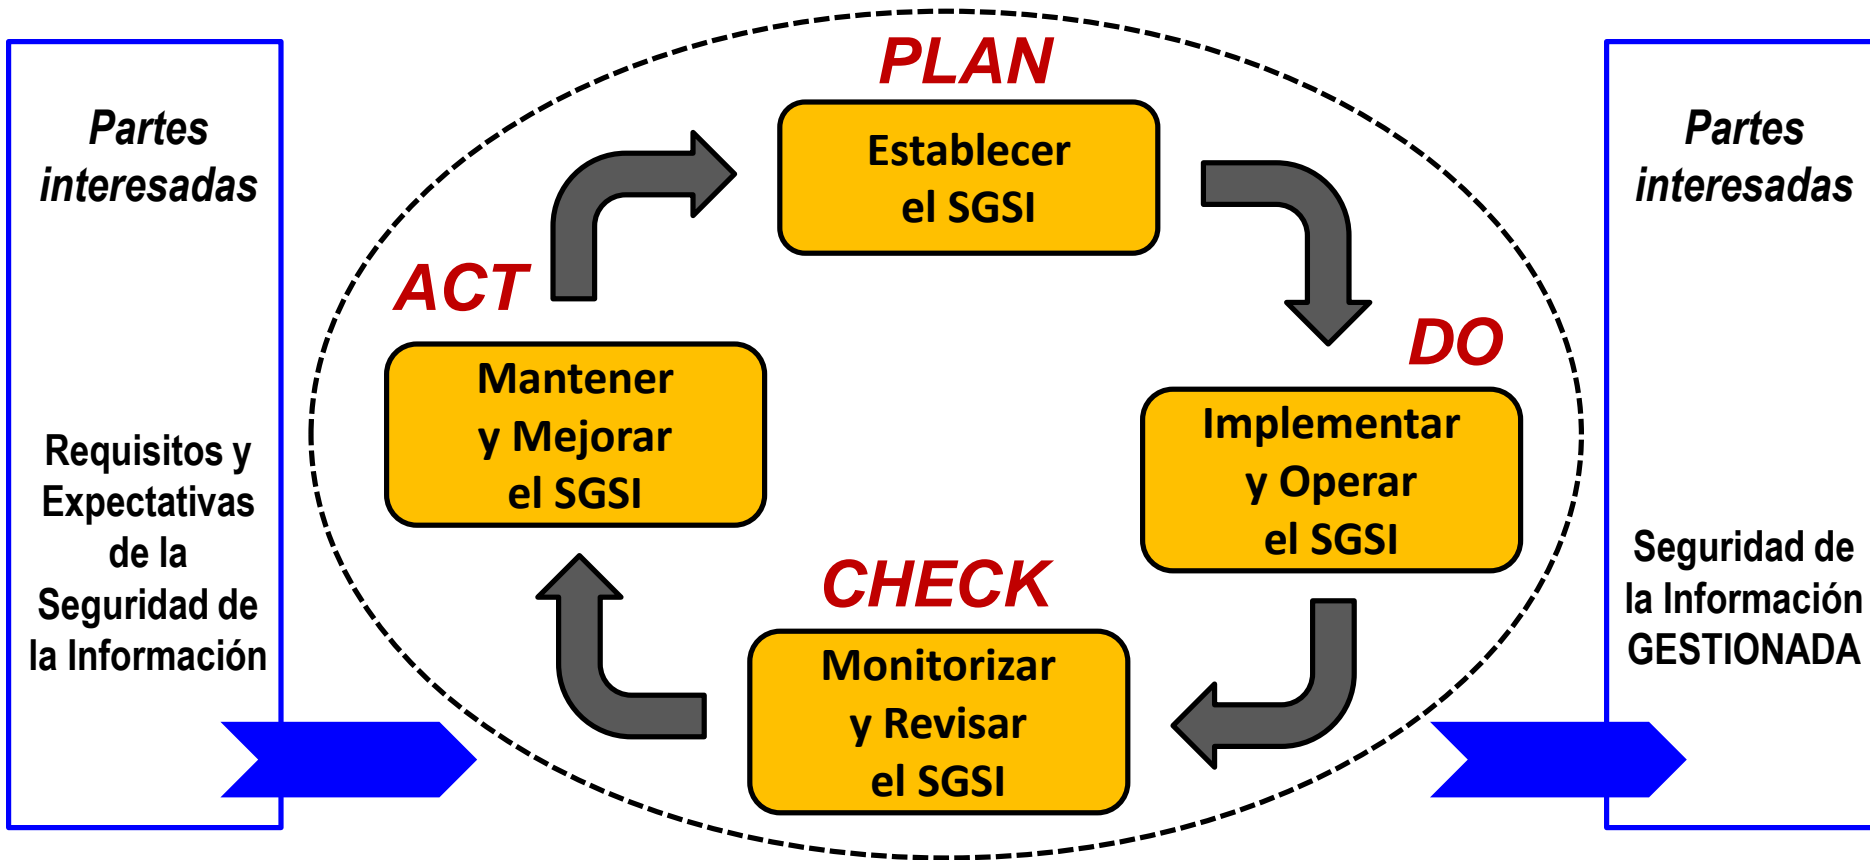 Partes
interesadas
Requisitos y
Expectativas
de la
Seguridad de
la Información
PLAN
Establecer
el SGSI
ACT
Mantener
y Mejorar
el SGSI
DO
Implementar
y Operar
el SGSI
CHECK
Monitorizar
y Revisar
el SGSI
Partes
interesadas
Seguridad de
la Información
GESTIONADA